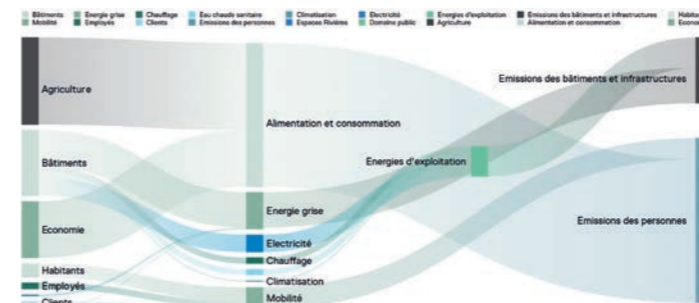 Bâtiments Energie grise Chauffage Eau chaude sanitaire Climatisation Electricité Energies d'exploitation Emissions des bâtiments et infrastructures
Mobilité Employés Clients Emissions des personnes Espaces Rivières Domaine public Agriculture Alimentation et consommation
Emissions des bâtiments et infrastructures
Agriculture
Alimentation et consommation
Bâtiments
Energies d'exploitation
Energie grise
Emissions des personnes
Economie
Electricité
Chauffage
Habitants
Climatisation
Employés
Mobilité
Clients